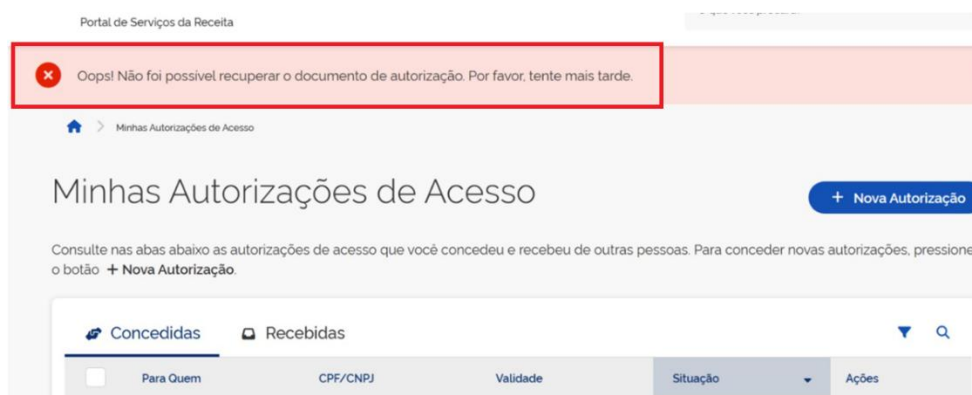 Portal de Serviços da Receita
Oops! Não foi possível recuperar o documento de autorização. Por favor, tente mais tarde.
Minhas Autorizações de Acesso
Minhas Autorizações de Acesso
+ Nova Autorização
Consulte nas abas abaixo as autorizações de acesso que você concedeu e recebeu de outras pessoas. Para conceder novas autorizações, pressione
o botão + Nova Autorização.
Concedidas Recebidas
Para Quem CPF/CNPJ Validade Situação Ações